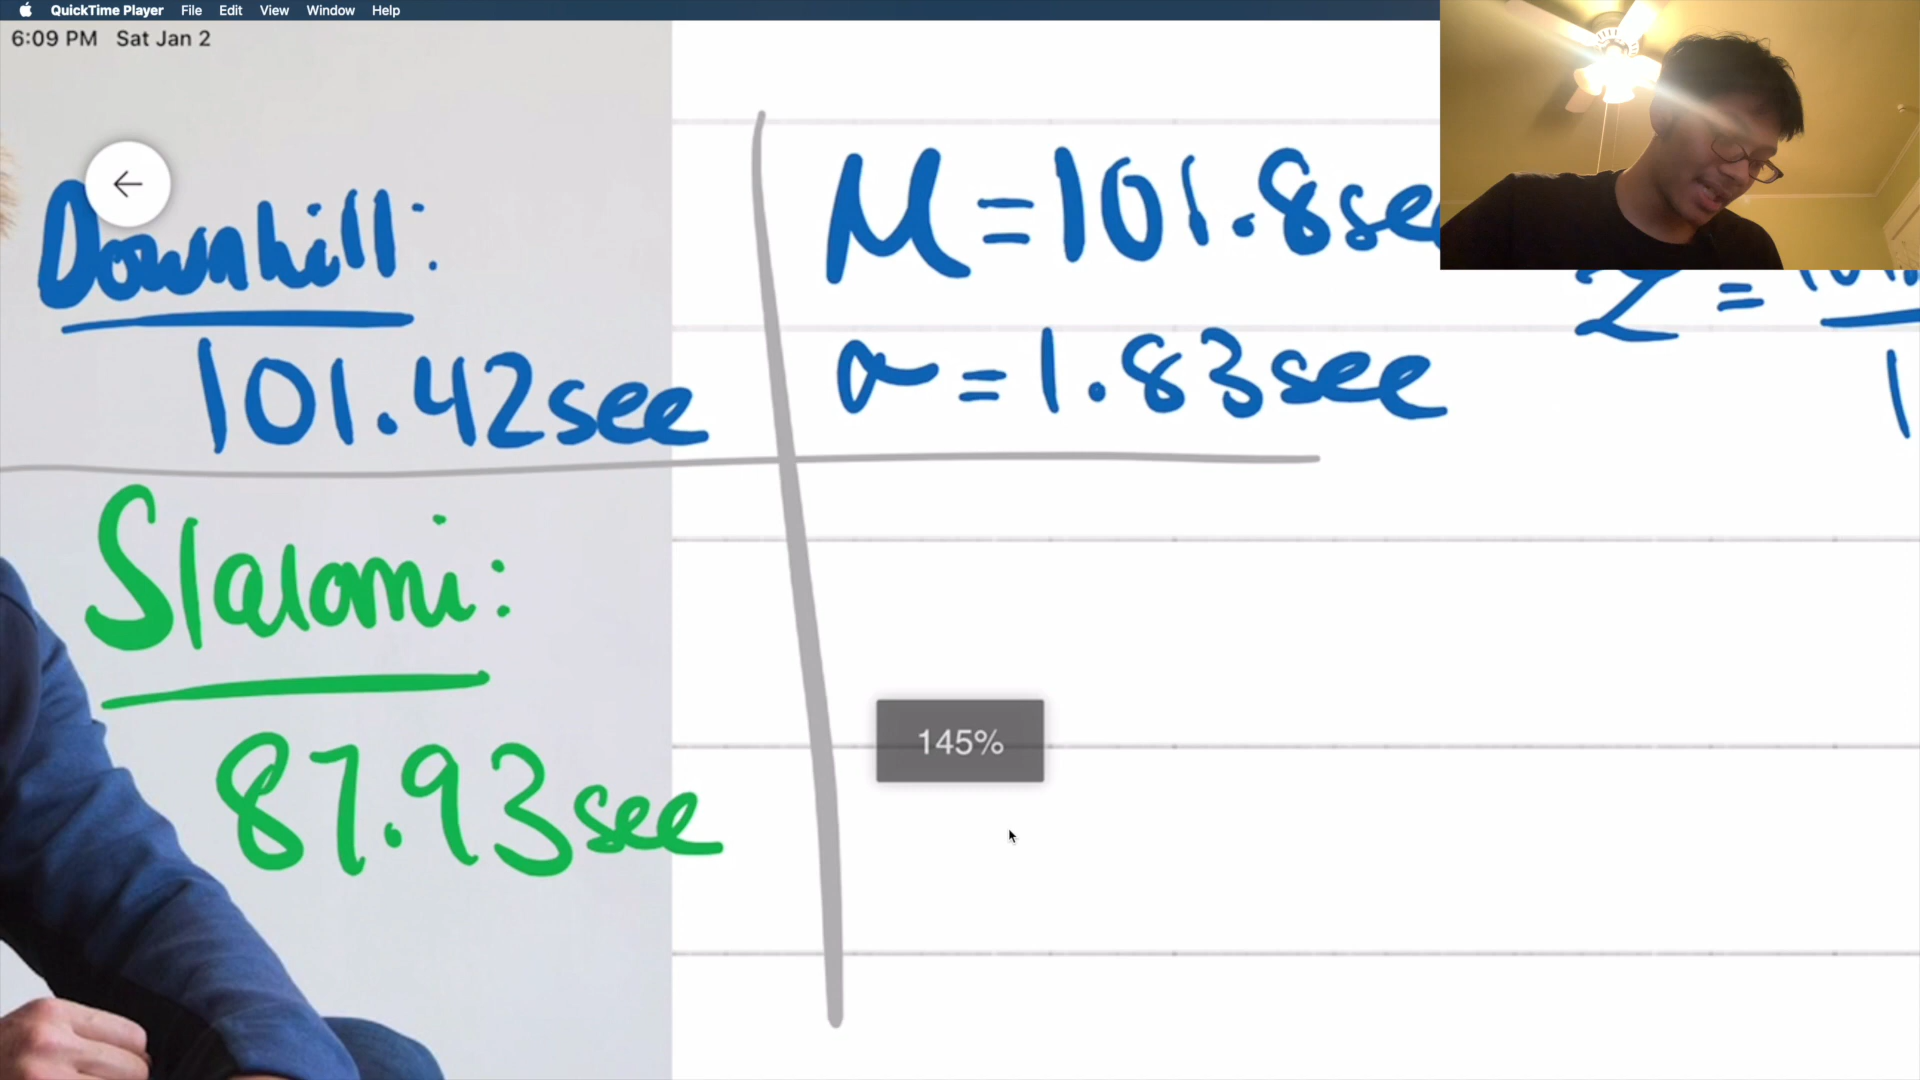 QuickTime Player File Edit View Window Help
6:09 PM Sat Jan 2
Downhill:
101.42sec
μ=101.8se
σ=1.83sec
Z =
1
Slalom:
87.93sec
145%